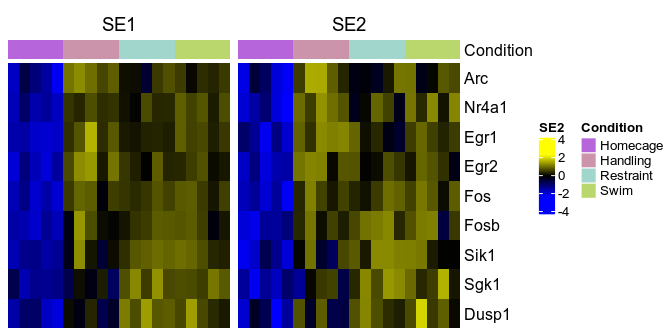 SE1 SE2
Condition
Arc
Nr4a1
Egr1
Egr2
Fos
Fosb
Sik1
Sgk1
Dusp1
SE2
4
2
0
-2
-4
Condition
Homecage
Handling
Restraint
Swim